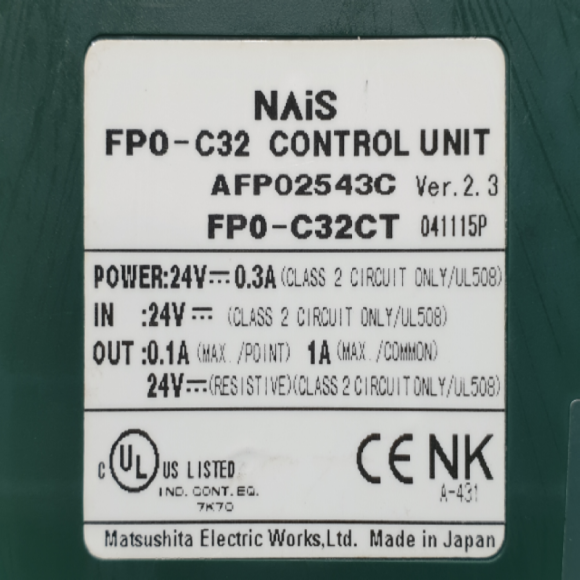 NAiS
FP0-C32 CONTROL UNIT
AFP02543C Ver.2.3
FP0-C32CT 041115P
POWER:24V⎓0.3A(CLASS 2 CIRCUIT ONLY/UL508)
IN :24V⎓ (CLASS 2 CIRCUIT ONLY/UL508)
OUT :0.1A (MAX./POINT) 1A (MAX./COMMON)
24V⎓(RESISTIVE)(CLASS 2 CIRCUIT ONLY/UL508)
C UL US LISTED
IND. CONT. EQ.
7K70
CE NK
A-431
Matsushita Electric Works,Ltd. Made in Japan